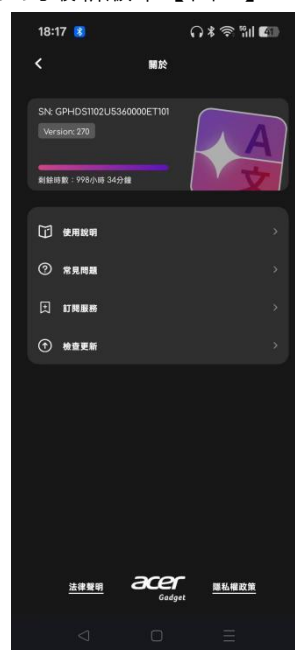 18:17 41
關於
SN: GPHDS1102U5360000ET101
Version: 270
剩餘時數：998小時 34分鐘
A
文
使用說明
常見問題
訂閱服務
檢查更新
法律聲明 acer 隱私權政策
Gadget